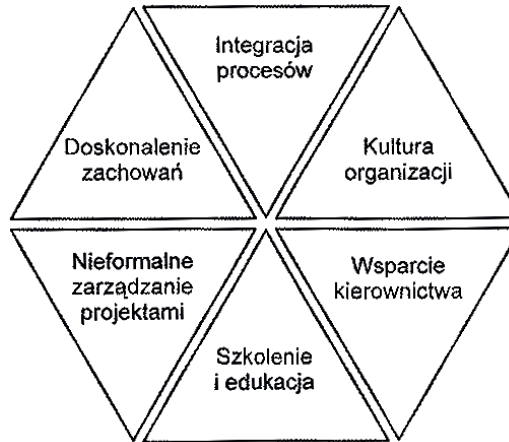 Integracja
procesów
Doskonalenie
zachowań
Kultura
organizacji
Nieformalne
zarządzanie
projektami
Wsparcie
kierownictwa
Szkolenie
i edukacja